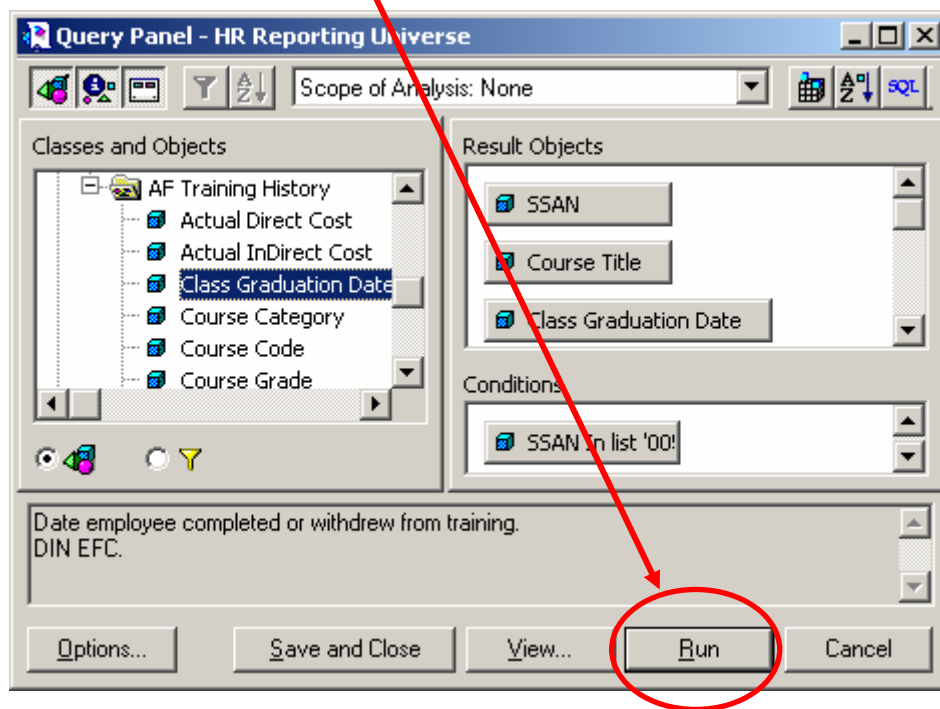 Query Panel - HR Reporting Universe
Scope of Analysis: None
SQL
Classes and Objects
AF Training History
Actual Direct Cost
Actual InDirect Cost
Class Graduation Date
Course Category
Course Code
Course Grade
Result Objects
SSAN
Course Title
Class Graduation Date
Conditions
SSAN In list '00!
Date employee completed or withdrew from training.
DIN EFC.
Options...
Save and Close
View...
Run
Cancel